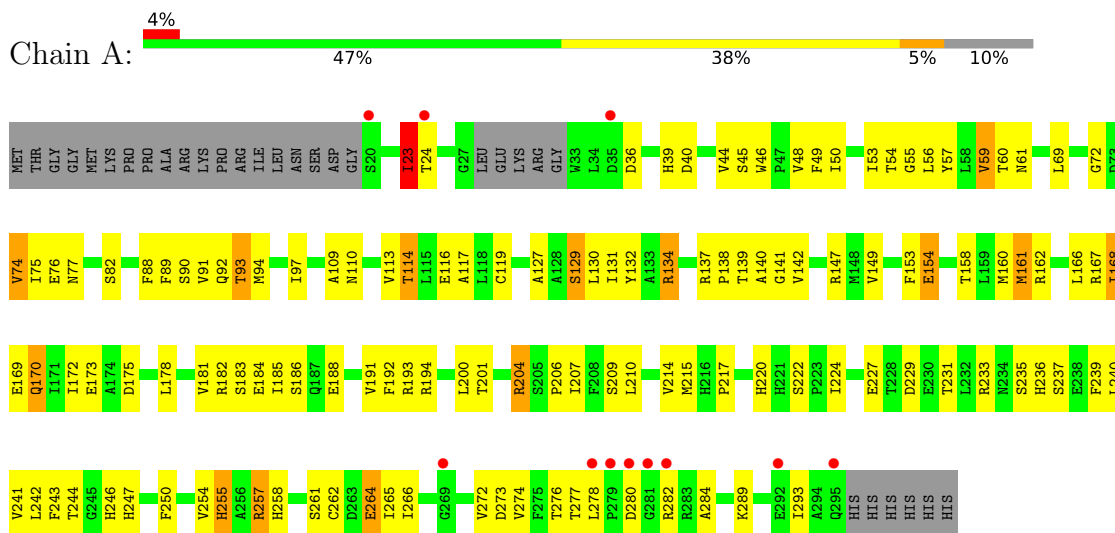 4%
Chain A:
47% 38% 5% 10%
MET THR GLY GLY MET LYS PRO PRO ALA ARG LYS PRO ARG ILE LEU ASN SER ASP GLY S20 I23 T24 G27 LEU GLU LYS ARG GLY W33 L34 D35 D36 H39 D40 V44 S45 W46 P47 V48 F49 I50 I53 T54 G55 L56 Y57 L58 V59 T60 N61 L69 G72 D73
V74 I75 E76 N77 S82 F88 F89 S90 V91 Q92 T93 M94 I97 A109 N110 V113 T114 L115 E116 A117 L118 C119 A127 A128 S129 L130 I131 Y132 A133 R134 R137 P138 T139 A140 G141 V142 R147 M148 V149 F153 E154 T158 L159 M160 M161 R162 L166 R167 I168
E169 Q170 I171 I172 E173 A174 D175 L178 V181 R182 S183 E184 I185 S186 Q187 E188 V191 F192 R193 R194 L200 T201 R204 S205 P206 I207 F208 S209 L210 V214 M215 H216 P217 H220 H221 S222 P223 I224 E227 T228 D229 E230 T231 L232 R233 N234 S235 H236 S237 E238 F239 L240
V241 L242 F243 T244 G245 H246 H247 F250 V254 H255 A256 R257 H258 S261 C262 D263 E264 I265 I266 G269 V272 D273 V274 F275 T276 T277 L278 P279 D280 G281 R282 R283 A284 K289 E292 I293 A294 Q295 HIS HIS HIS HIS HIS HIS